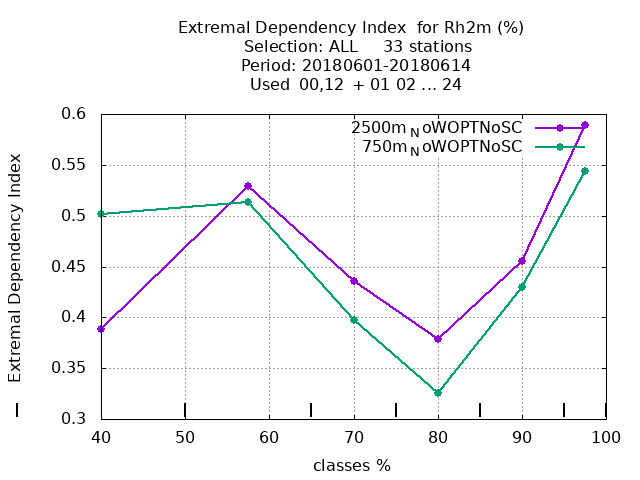 Extremal Dependency Index for Rh2m (%)
Selection: ALL 33 stations
Period: 20180601-20180614
Used 00,12 + 01 02 ... 24
2500m_NoWOPTNoSC
750m_NoWOPTNoSC
Extremal Dependency Index
0.6
0.55
0.5
0.45
0.4
0.35
0.3
40 50 60 70 80 90 100
classes %